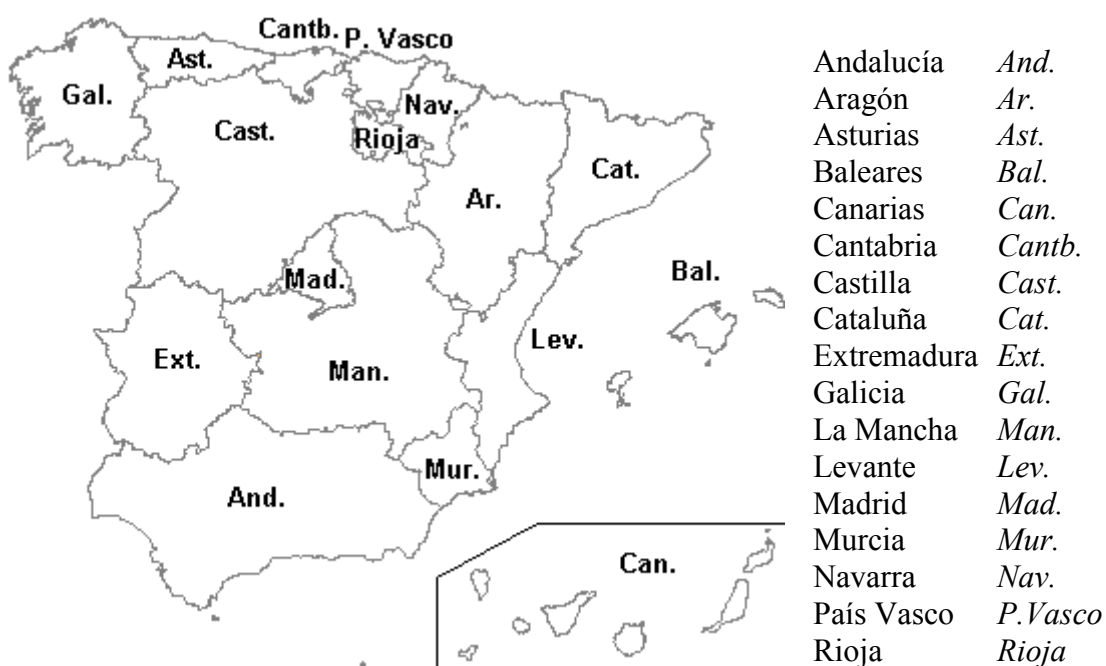 Cantb. P. Vasco
Ast.
Gal.
Nav.
Cast.
Rioja
Cat.
Ar.
Mad.
Bal.
Lev.
Ext.
Man.
Mur.
And.
Can.
Andalucía And.
Aragón Ar.
Asturias Ast.
Baleares Bal.
Canarias Can.
Cantabria Cantb.
Castilla Cast.
Cataluña Cat.
Extremadura Ext.
Galicia Gal.
La Mancha Man.
Levante Lev.
Madrid Mad.
Murcia Mur.
Navarra Nav.
País Vasco P.Vasco
Rioja Rioja